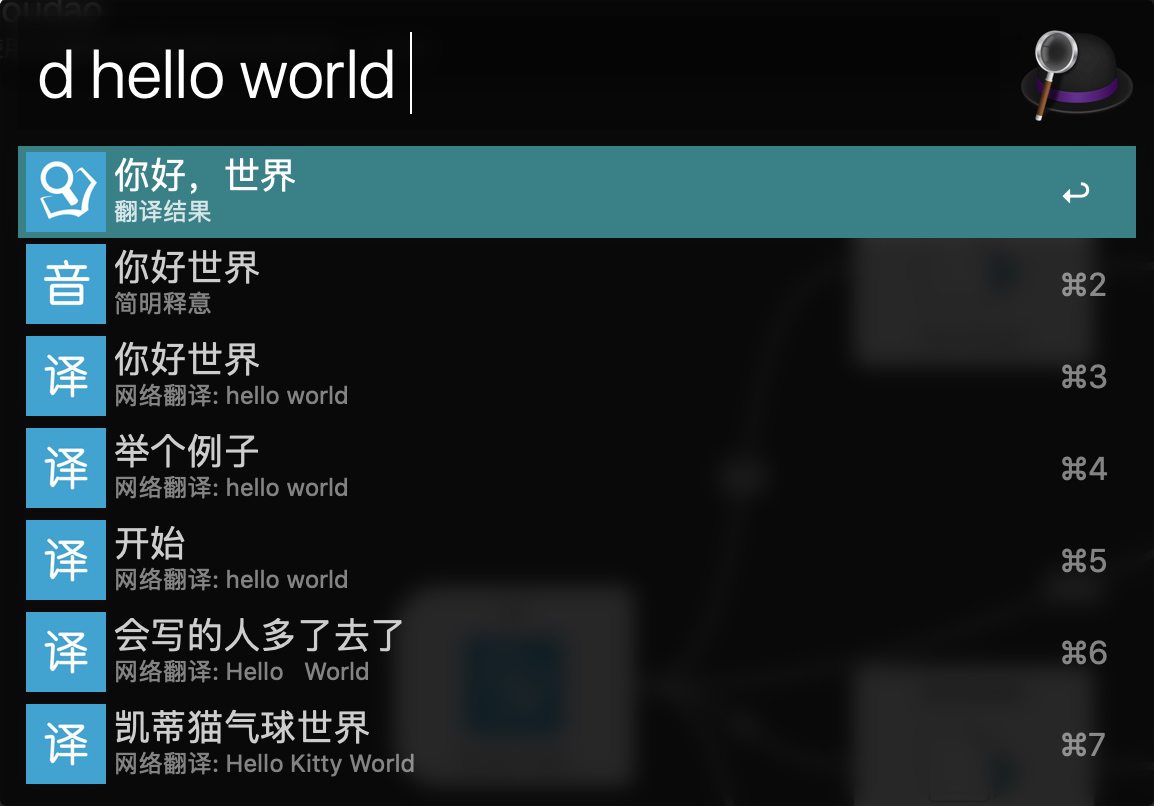 oudao
d hello world
你好，世界
翻译结果
音
你好世界
简明释意
⌘2
译
你好世界
网络翻译: hello world
⌘3
译
举个例子
网络翻译: hello world
⌘4
译
开始
网络翻译: hello world
⌘5
译
会写的人多了去了
网络翻译: Hello   World
⌘6
译
凯蒂猫气球世界
网络翻译: Hello Kitty World
⌘7